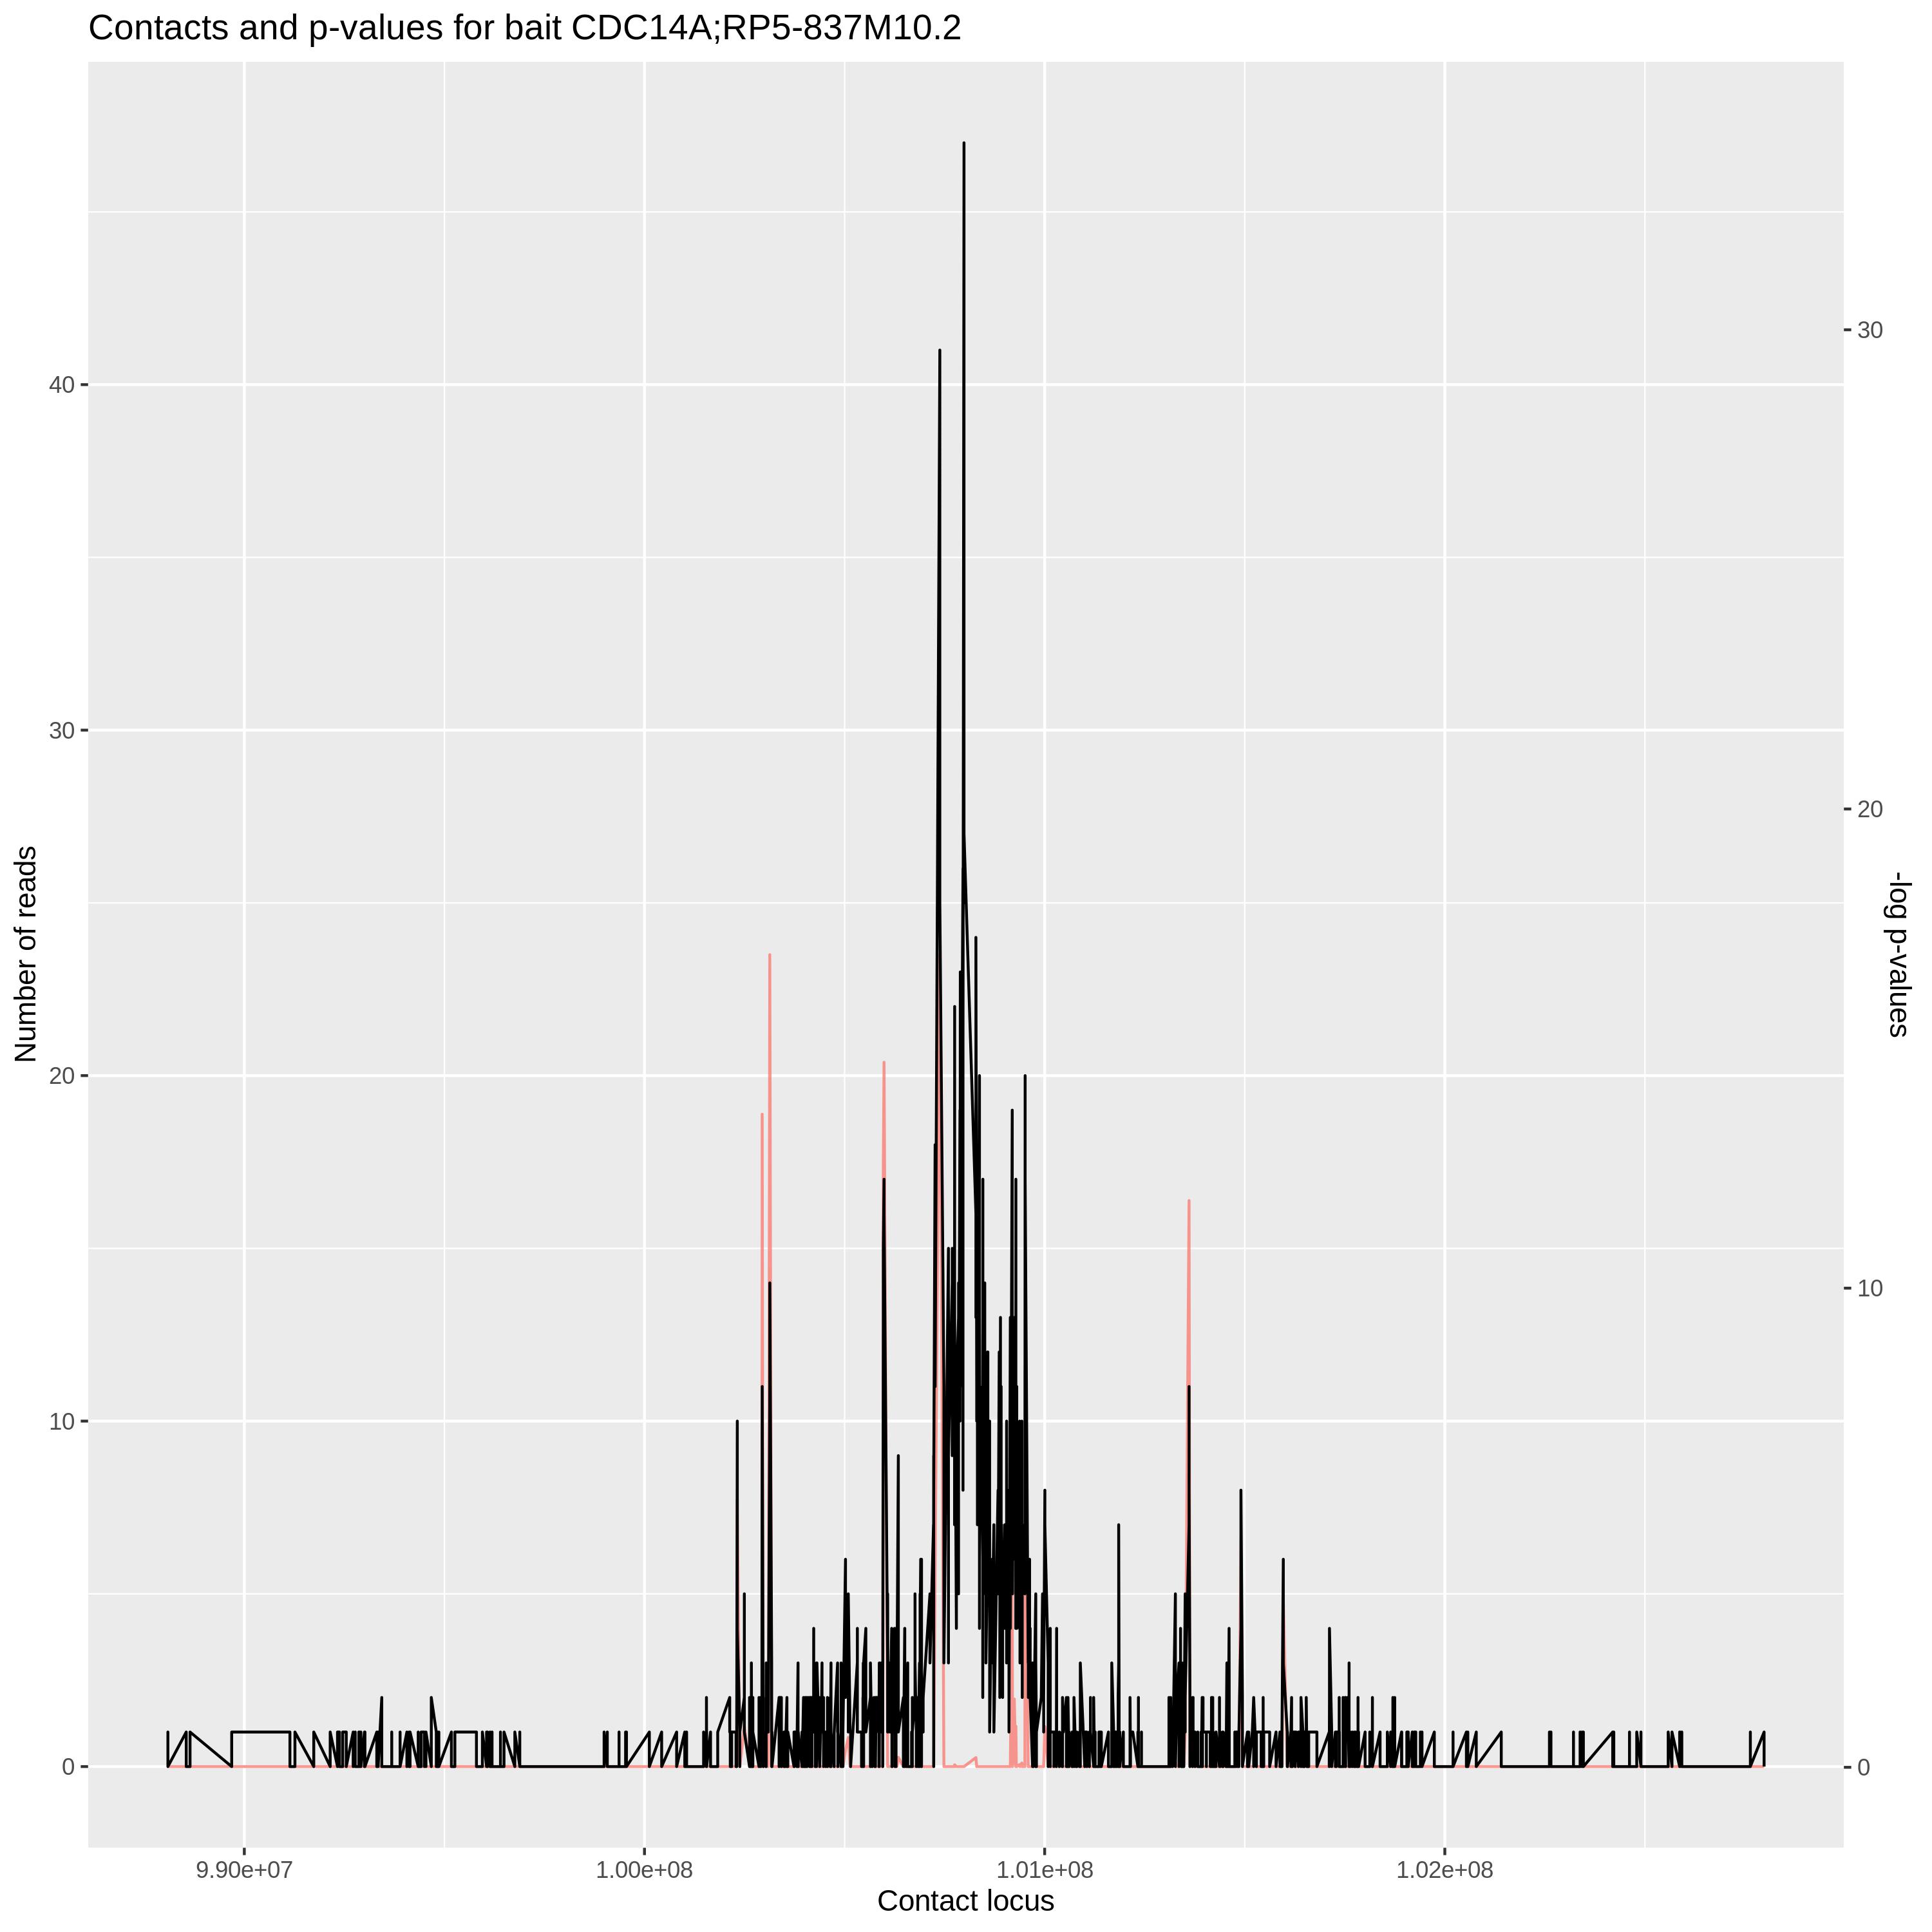 Contacts and p-values for bait CDC14A;RP5-837M10.2
40
30
20
10
0
Number of reads
30
20
10
0
-log p-values
9.90e+07 1.00e+08 1.01e+08 1.02e+08
Contact locus